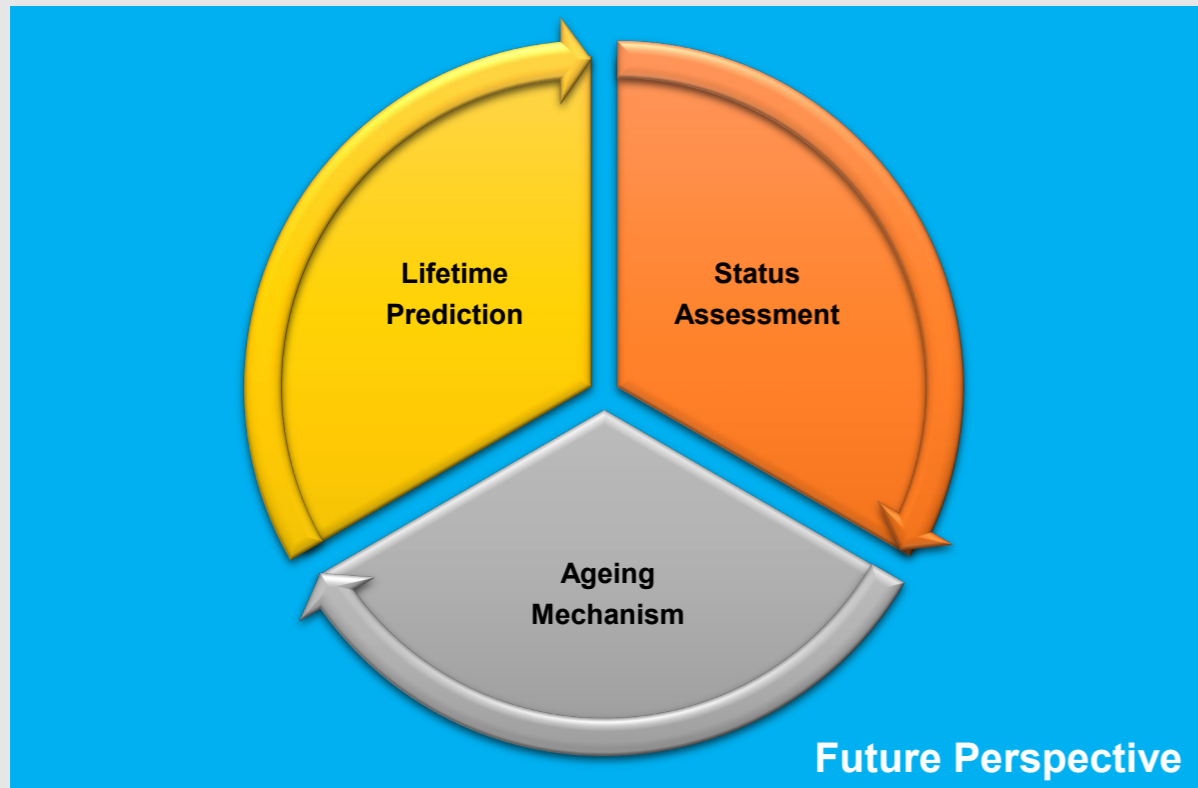 Lifetime
Prediction
Status
Assessment
Ageing
Mechanism
Future Perspective